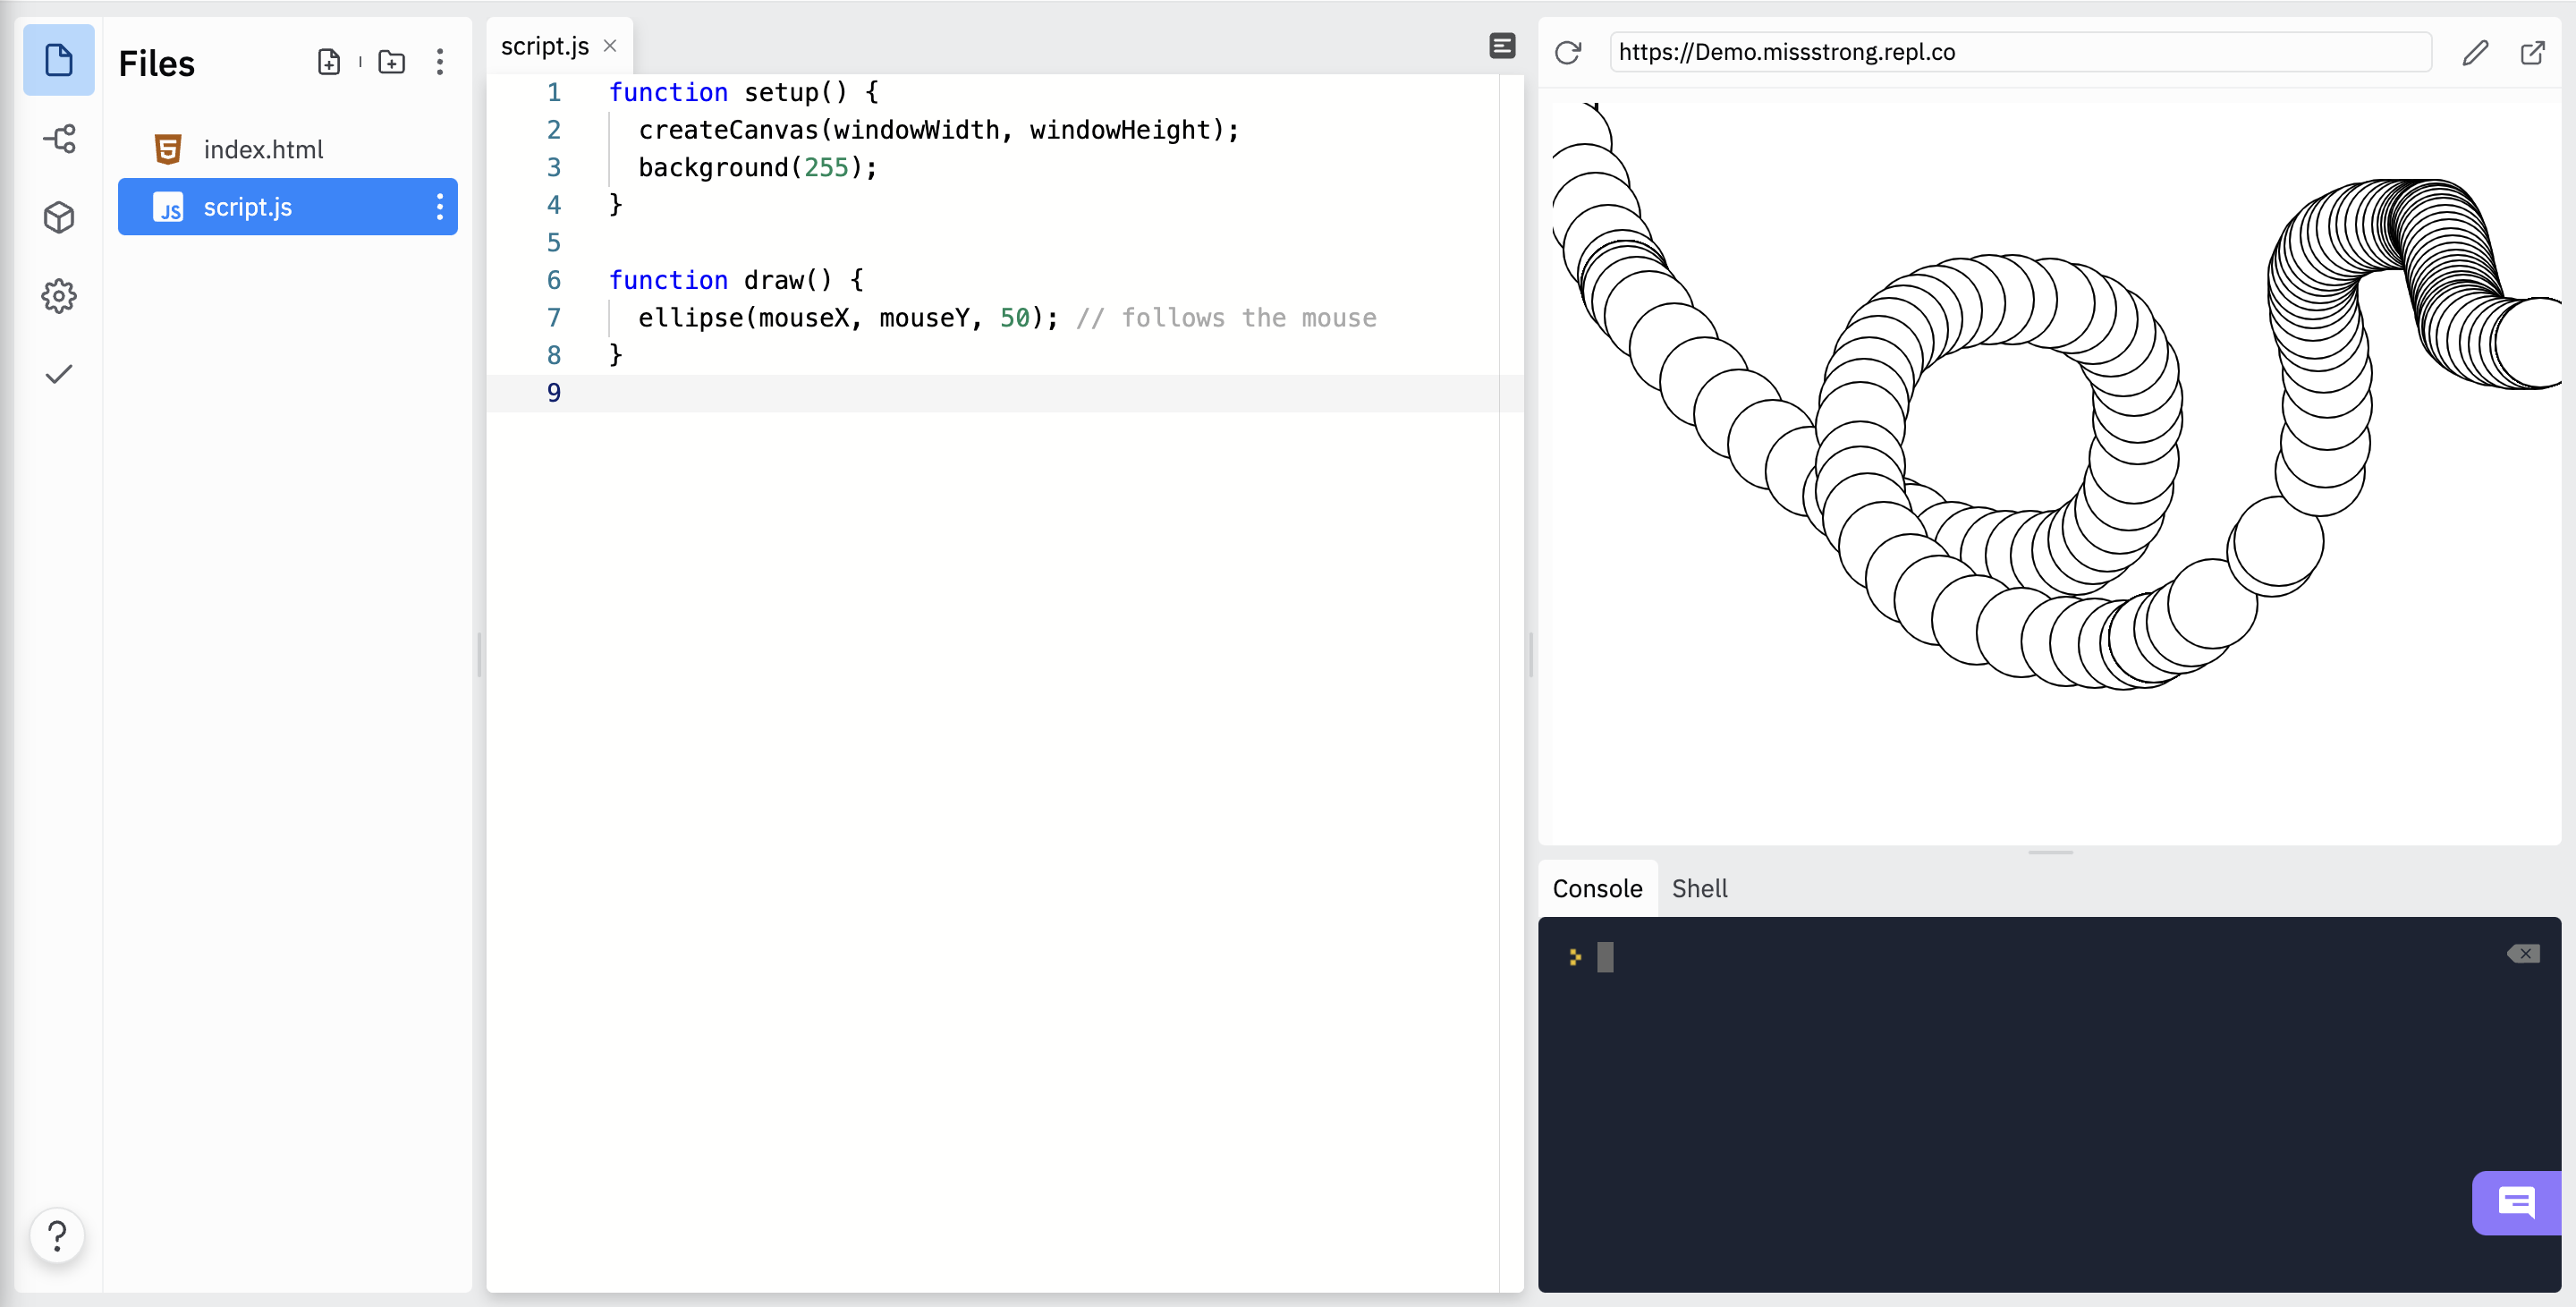 Files
index.html
JS script.js
script.js
1 function setup() {
2 createCanvas(windowWidth, windowHeight);
3 background(255);
4 }
5
6 function draw() {
7 ellipse(mouseX, mouseY, 50); // follows the mouse
8 }
9
https://Demo.missstrong.repl.co
Console Shell
?